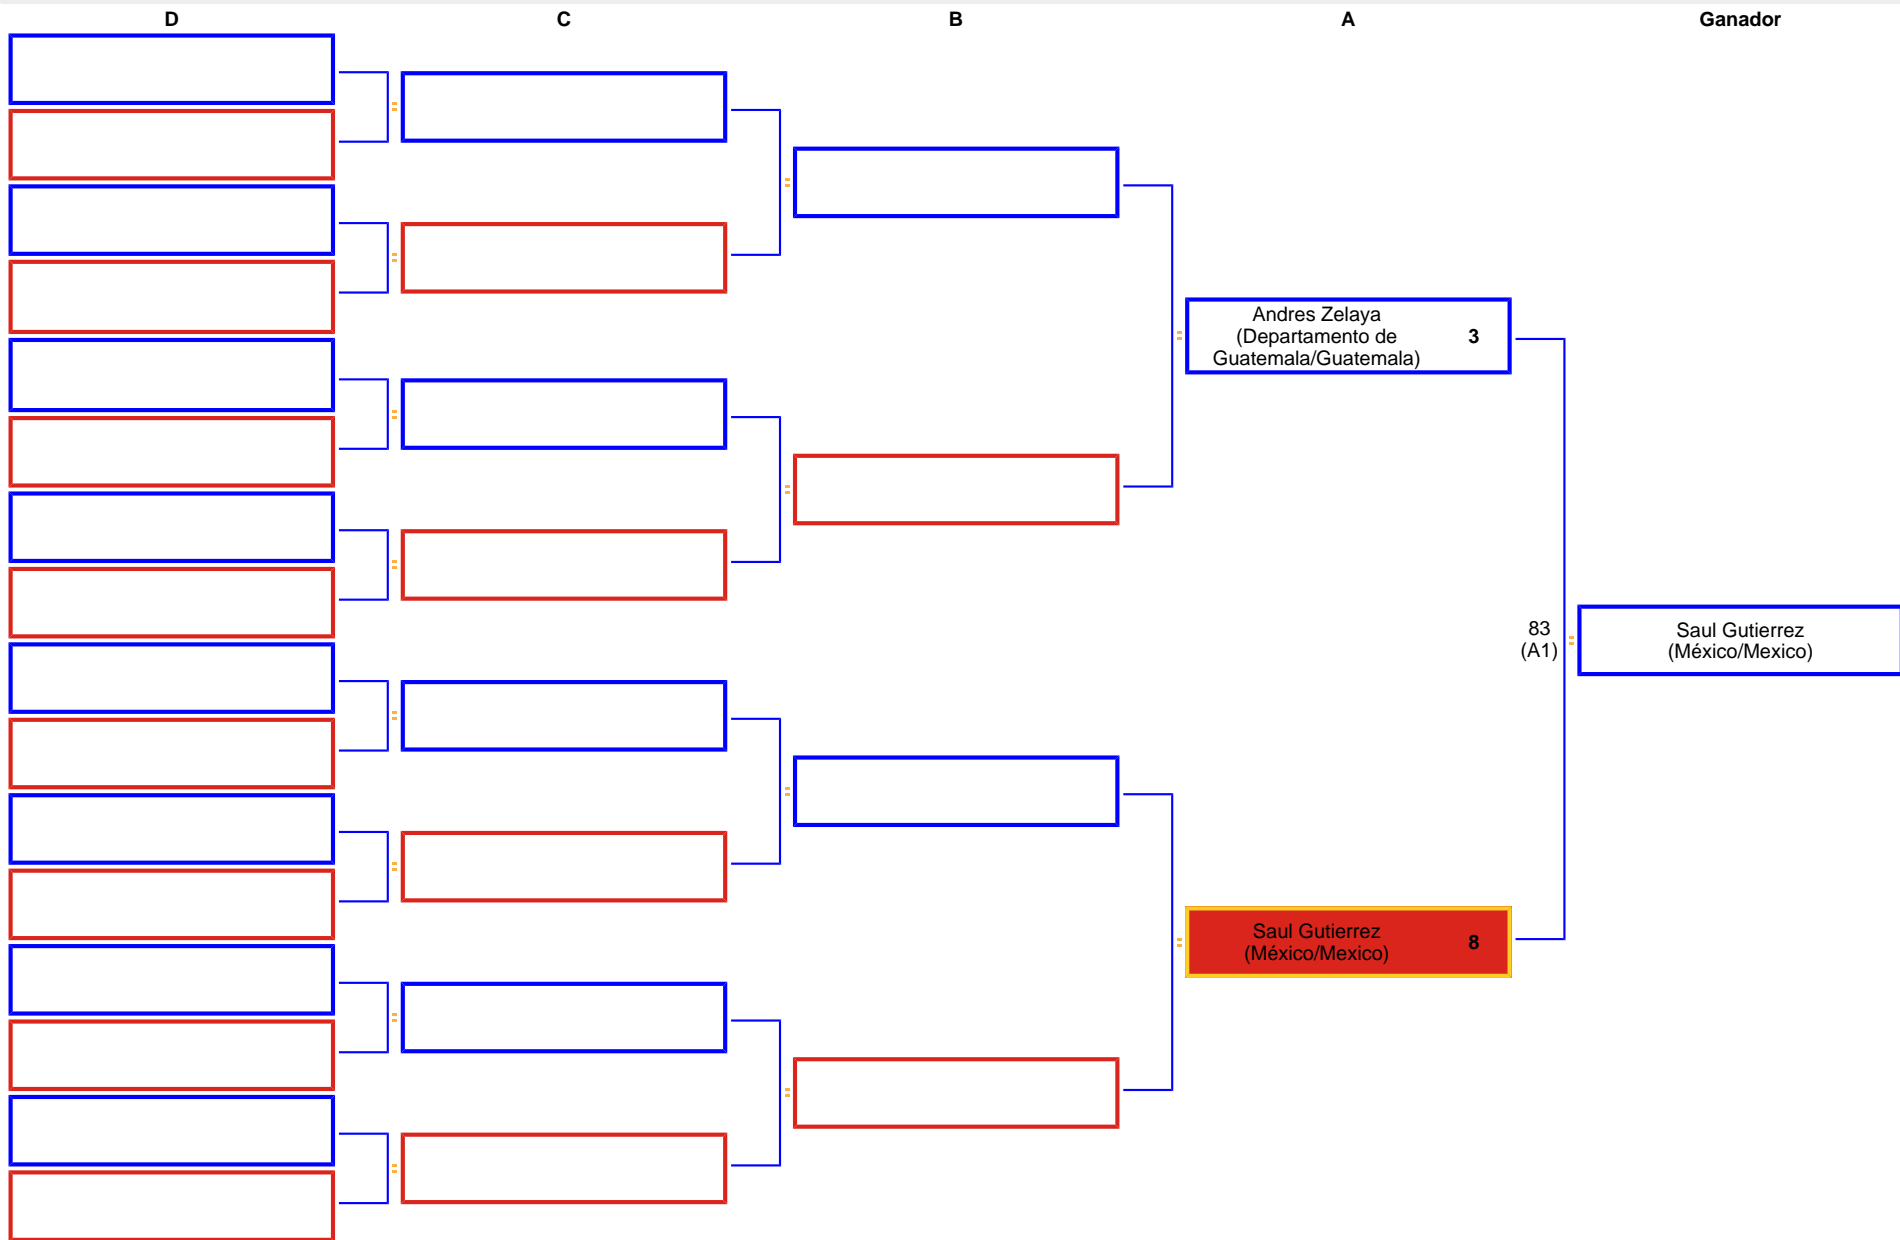 D
C
B
A
Ganador
Andres Zelaya
(Departamento de
Guatemala/Guatemala)
3
83
(A1)
Saul Gutierrez
(México/Mexico)
Saul Gutierrez
(México/Mexico)
8